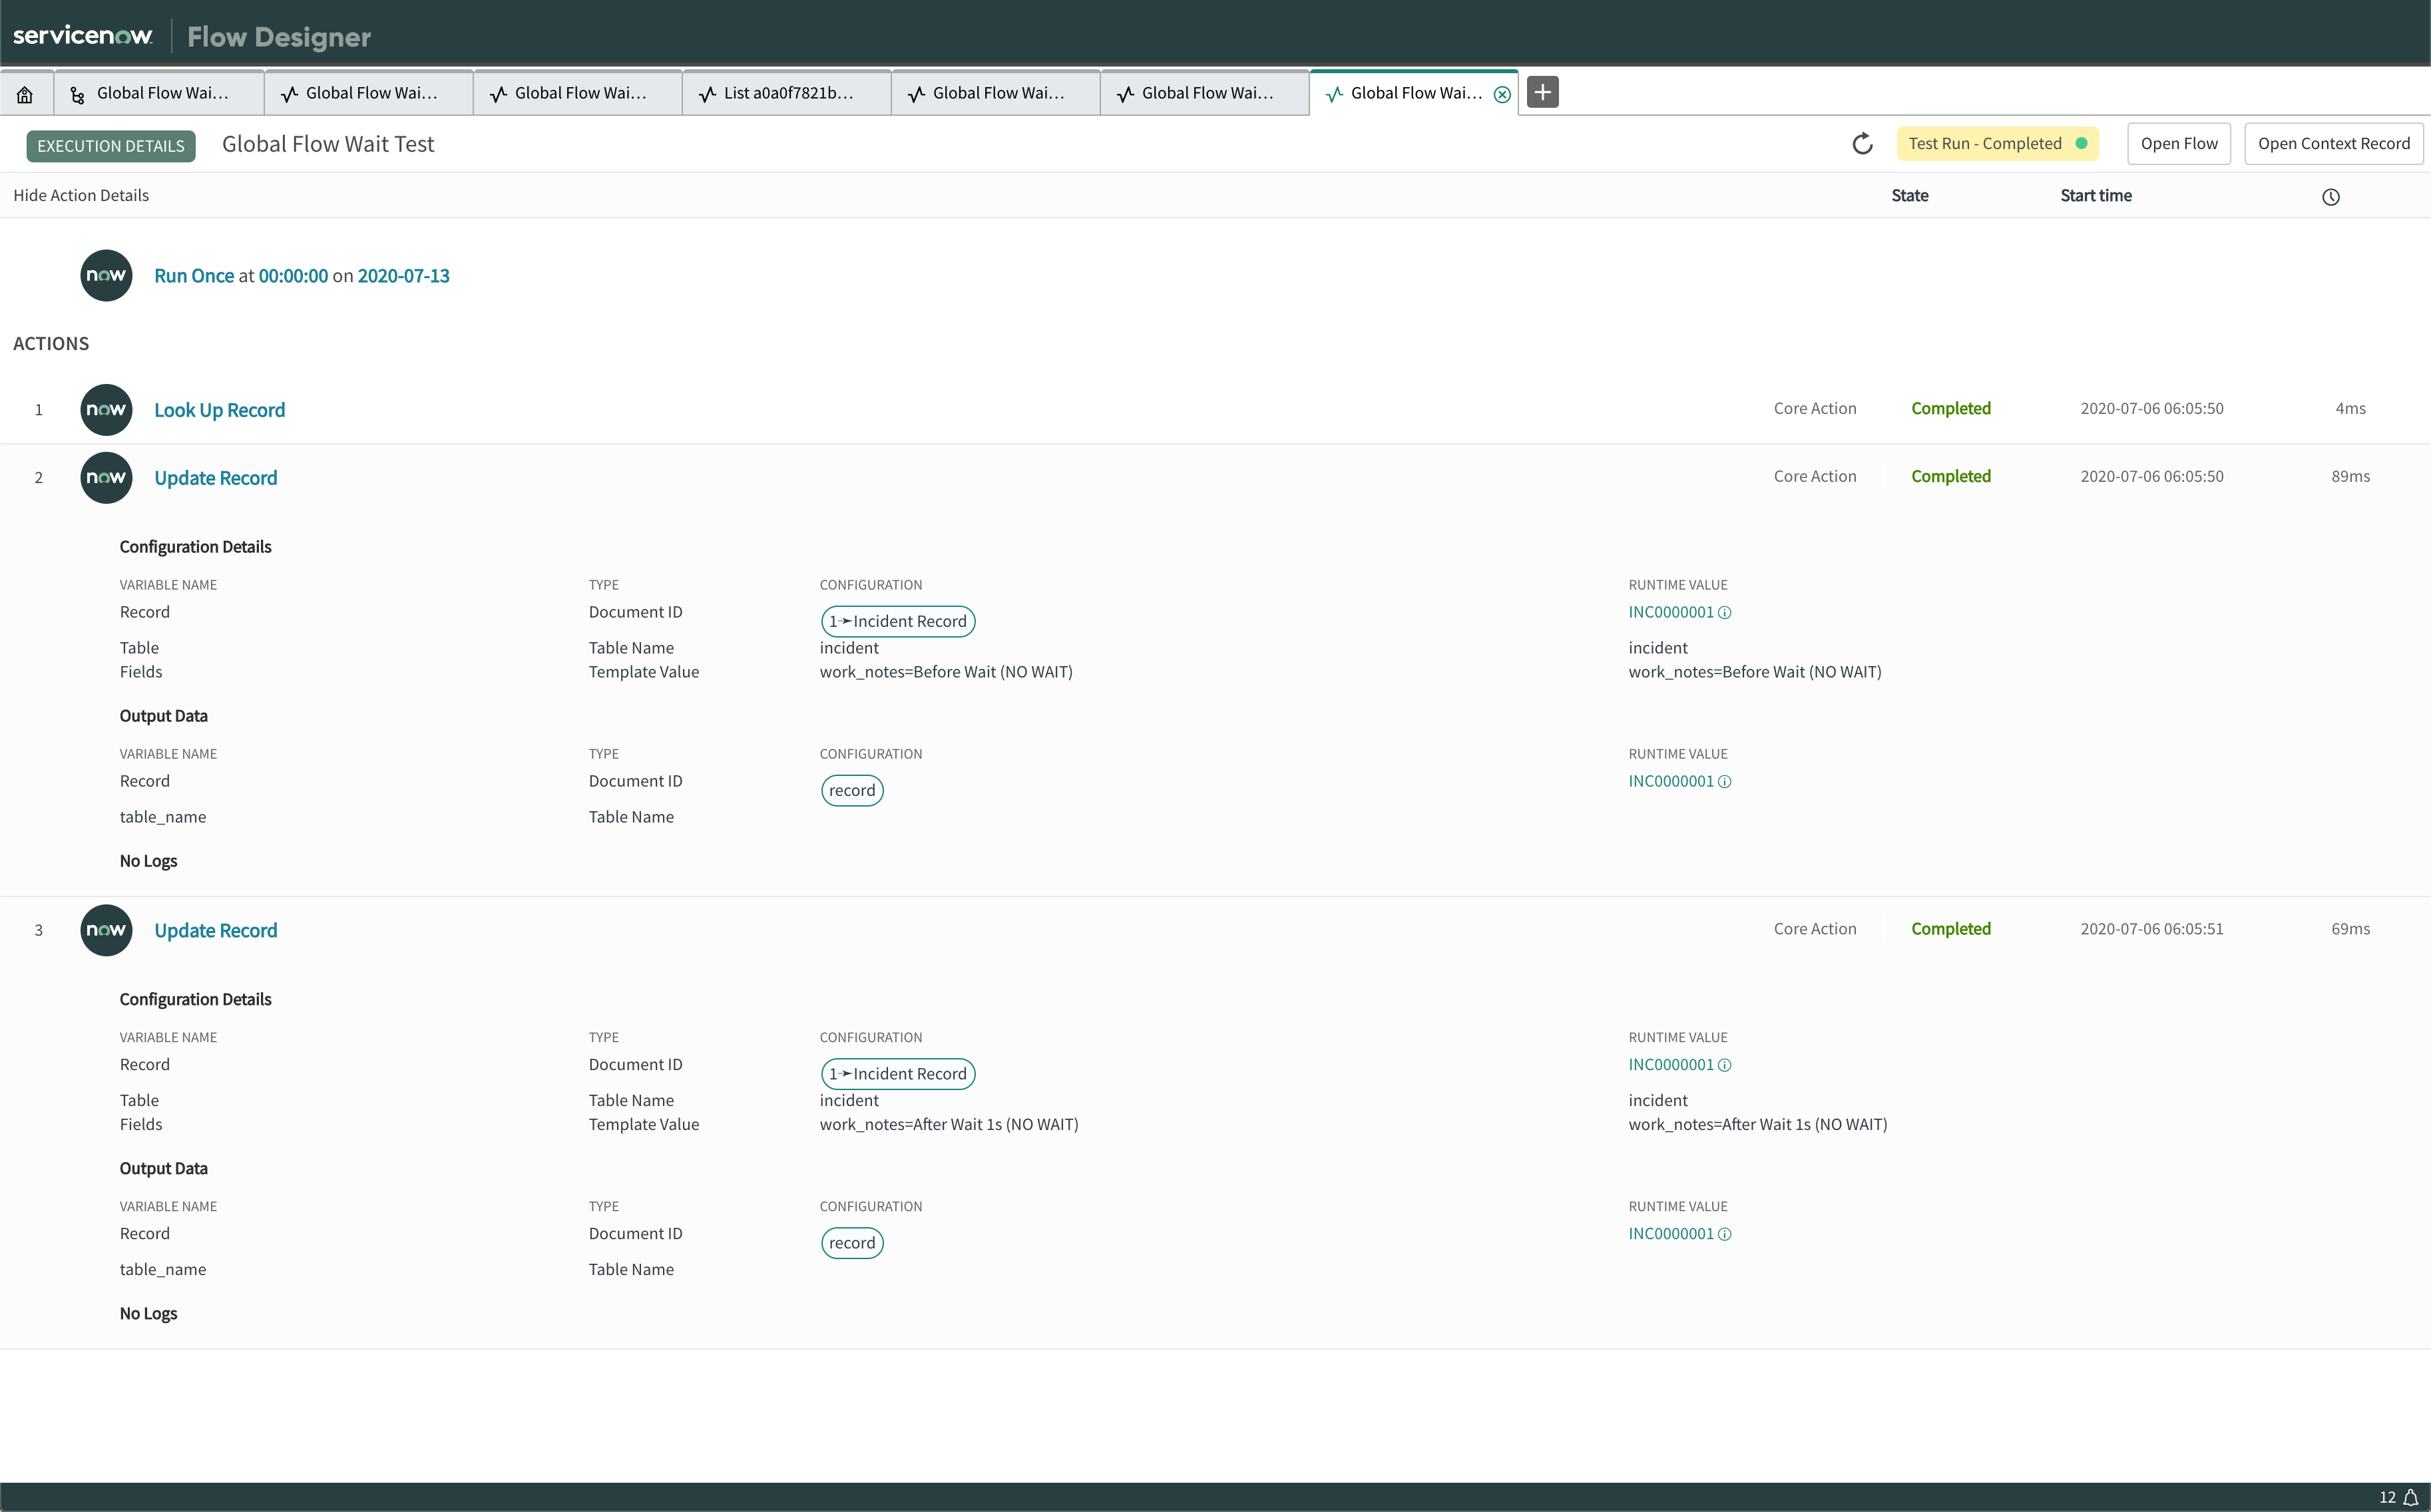 servicenow Flow Designer
Global Flow Wai... Global Flow Wai... Global Flow Wai... List a0a0f7821b... Global Flow Wai... Global Flow Wai... Global Flow Wai...
EXECUTION DETAILS Global Flow Wait Test Test Run - Completed Open Flow Open Context Record
Hide Action Details State Start time
now Run Once at 00:00:00 on 2020-07-13
ACTIONS
1 now Look Up Record Core Action Completed 2020-07-06 06:05:50 4ms
2 now Update Record Core Action Completed 2020-07-06 06:05:50 89ms
Configuration Details
VARIABLE NAME TYPE CONFIGURATION RUNTIME VALUE
Record Document ID 1➛Incident Record INC0000001
Table Table Name incident incident
Fields Template Value work_notes=Before Wait (NO WAIT) work_notes=Before Wait (NO WAIT)
Output Data
VARIABLE NAME TYPE CONFIGURATION RUNTIME VALUE
Record Document ID record INC0000001
table_name Table Name
No Logs
3 now Update Record Core Action Completed 2020-07-06 06:05:51 69ms
Configuration Details
VARIABLE NAME TYPE CONFIGURATION RUNTIME VALUE
Record Document ID 1➛Incident Record INC0000001
Table Table Name incident incident
Fields Template Value work_notes=After Wait 1s (NO WAIT) work_notes=After Wait 1s (NO WAIT)
Output Data
VARIABLE NAME TYPE CONFIGURATION RUNTIME VALUE
Record Document ID record INC0000001
table_name Table Name
No Logs
12